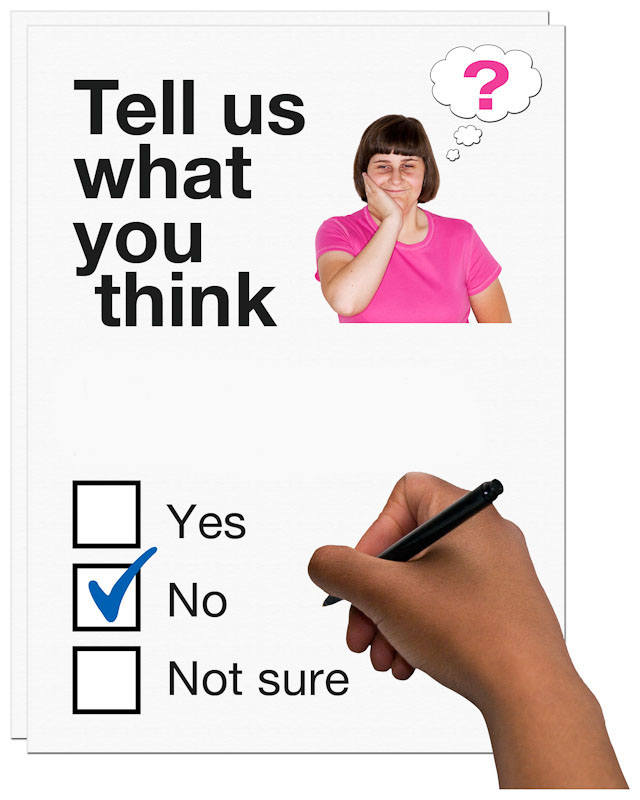 ?
Tell us
what
you
think
Yes
No
Not sure